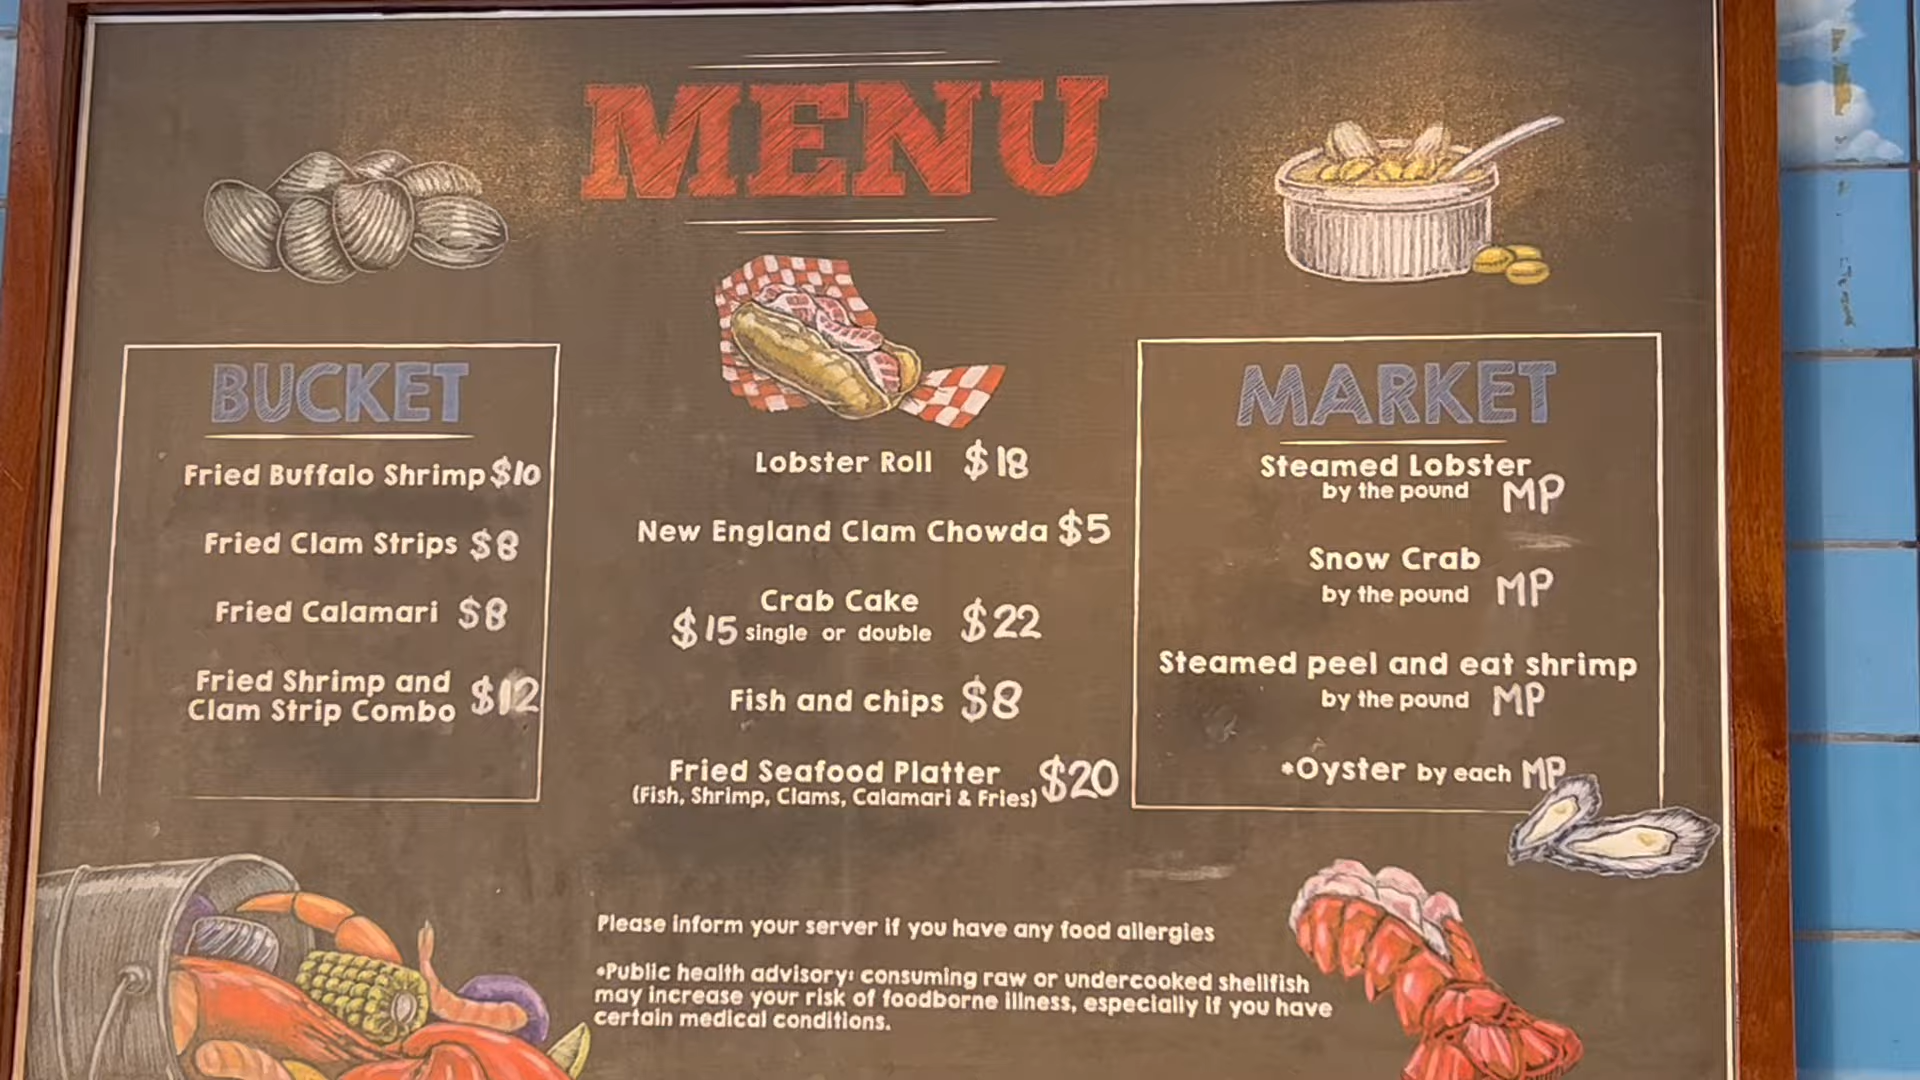 MENU
BUCKET
Fried Buffalo Shrimp $10
Fried Clam Strips $8
Fried Calamari $8
Fried Shrimp and
Clam Strip Combo $12
Lobster Roll $18
New England Clam Chowda $5
Crab Cake
$15 single or double $22
Fish and chips $8
Fried Seafood Platter $20
(Fish, Shrimp, Clams, Calamari & Fries)
MARKET
Steamed Lobster
by the pound MP
Snow Crab
by the pound MP
Steamed peel and eat shrimp
by the pound MP
*Oyster by each MP
Please inform your server if you have any food allergies
*Public health advisory: consuming raw or undercooked shellfish
may increase your risk of foodborne illness, especially if you have
certain medical conditions.